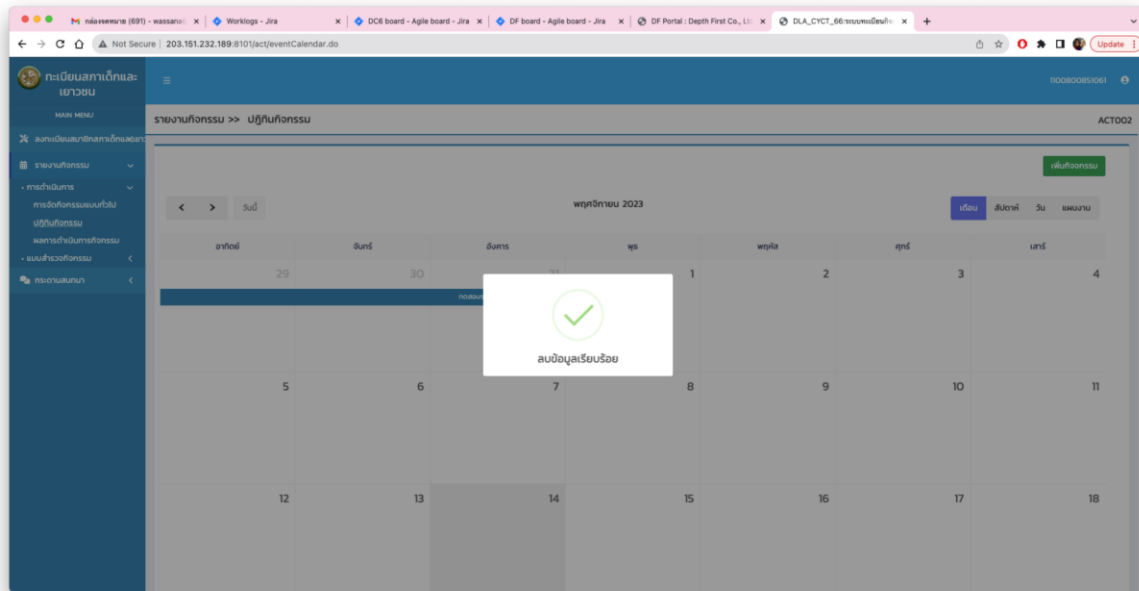 กล่องจดหมาย (691) - wassana
Worklogs - Jira
DC6 board - Agile board - Jira
DF board - Agile board - Jira
DF Portal : Depth First Co., Lt
DLA_CYCT_66:ระบบทะเบียนกิจ
Not Secure
203.151.232.189:8101/act/eventCalendar.do
Update
ทะเบียนสภาเด็กและ
เยาวชน
1100800851061
MAIN MENU
รายงานกิจกรรม >> ปฏิทินกิจกรรม
ACT002
ลงทะเบียนสมาชิกสภาเด็กและเยาว
รายงานกิจกรรม
เพิ่มกิจกรรม
การดำเนินการ
การจัดกิจกรรมแบบทั่วไป
ปฏิทินกิจกรรม
ผลการดำเนินการกิจกรรม
แบบสำรวจกิจกรรม
กระดานสนทนา
วันนี้
พฤศจิกายน 2023
เดือน สัปดาห์ วัน แผนงาน
อาทิตย์ จันทร์ อังคาร พุธ พฤหัส ศุกร์ เสาร์
29 30 31 1 2 3 4
ลบข้อมูลเรียบร้อย
5 6 7 8 9 10 11
12 13 14 15 16 17 18